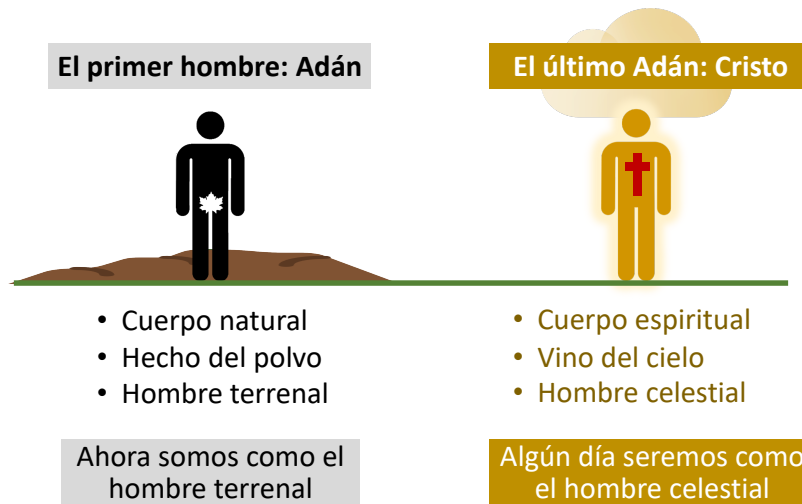 El primer hombre: Adán
El último Adán: Cristo
• Cuerpo natural
• Hecho del polvo
• Hombre terrenal
• Cuerpo espiritual
• Vino del cielo
• Hombre celestial
Ahora somos como el
hombre terrenal
Algún día seremos como
el hombre celestial